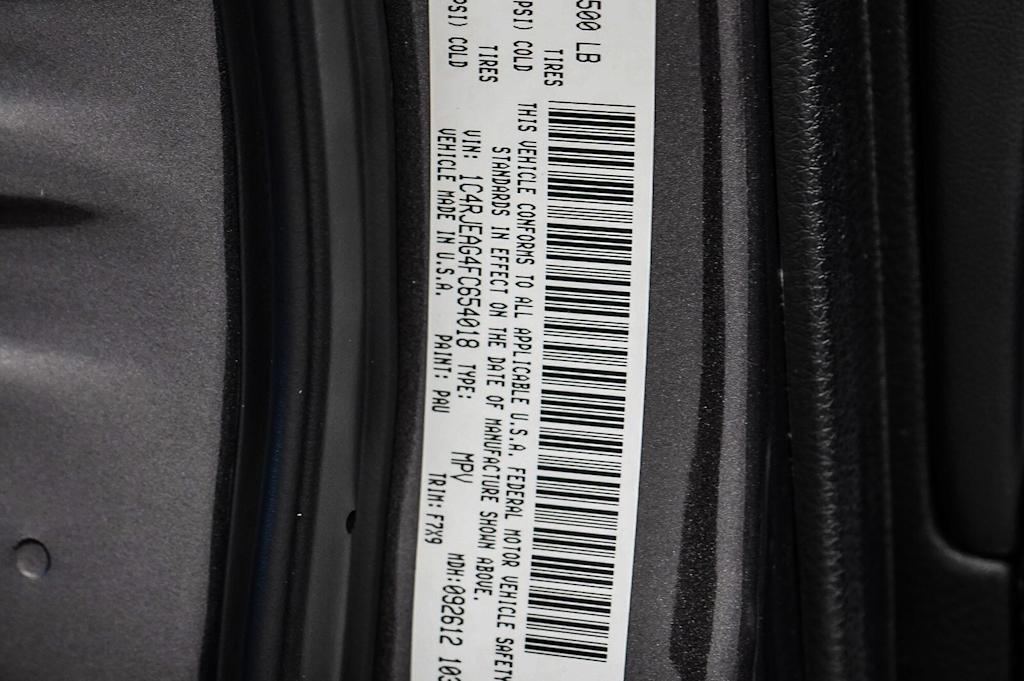 500 LB
TIRES
PSI) COLD
TIRES
PSI) COLD
THIS VEHICLE CONFORMS TO ALL APPLICABLE U.S.A. FEDERAL MOTOR VEHICLE SAFETY
STANDARDS IN EFFECT ON THE DATE OF MANUFACTURE SHOWN ABOVE.
VIN: 1C4RJEAG4FC654018 TYPE: MPV MDH:092612 103
VEHICLE MADE IN U.S.A. PAINT: PAU TRIM: F7X9